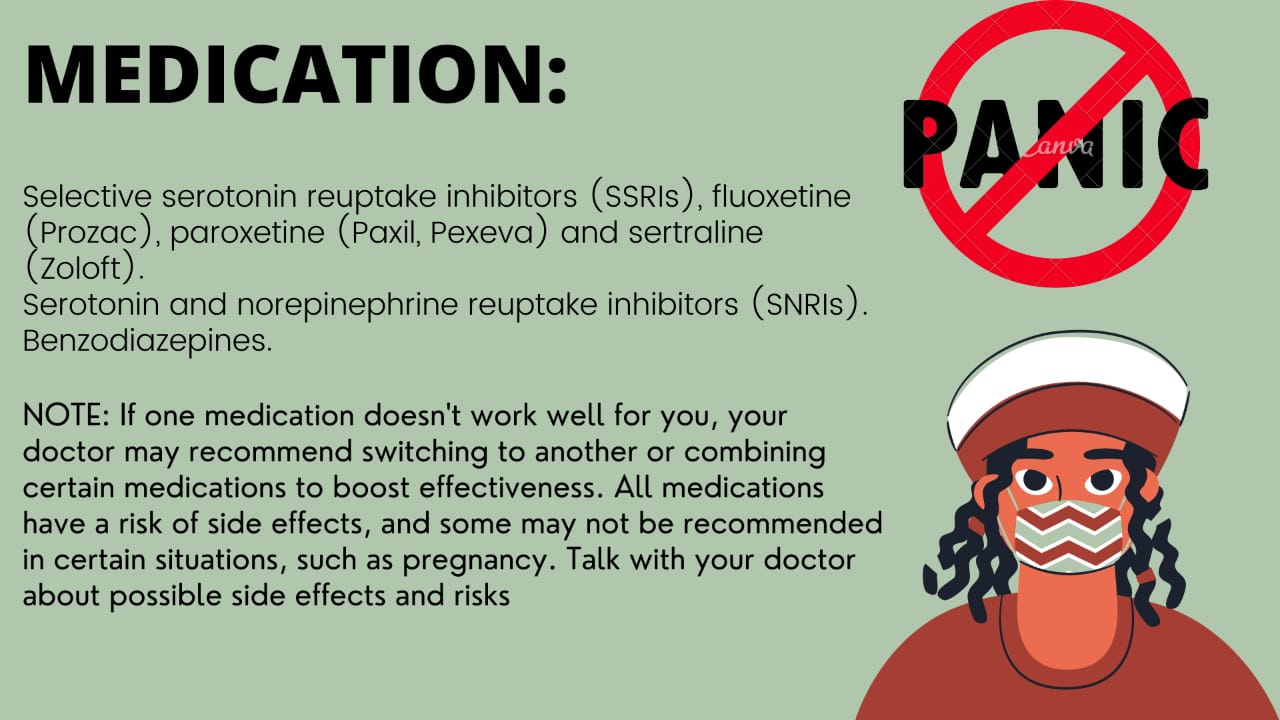 MEDICATION:
PANIC
Canva
Selective serotonin reuptake inhibitors (SSRIs), fluoxetine
(Prozac), paroxetine (Paxil, Pexeva) and sertraline
(Zoloft).
Serotonin and norepinephrine reuptake inhibitors (SNRIs).
Benzodiazepines.
NOTE: If one medication doesn't work well for you, your
doctor may recommend switching to another or combining
certain medications to boost effectiveness. All medications
have a risk of side effects, and some may not be recommended
in certain situations, such as pregnancy. Talk with your doctor
about possible side effects and risks